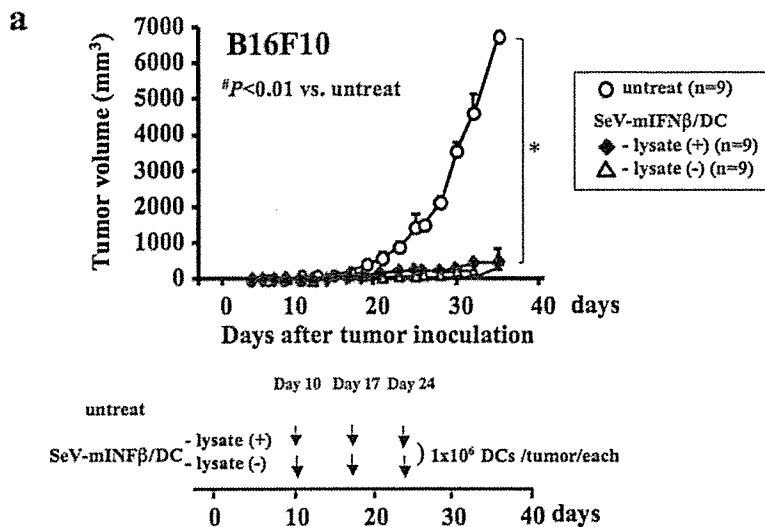 a
B16F10
#P<0.01 vs. untreat
Tumor volume (mm³)
7000
6000
5000
4000
3000
2000
1000
0
*
untreat (n=9)
SeV-mIFNβ/DC
- lysate (+) (n=9)
- lysate (-) (n=9)
0 10 20 30 40 days
Days after tumor inoculation
Day 10 Day 17 Day 24
untreat
SeV-mINFβ/DC - lysate (+)
- lysate (-)
) 1x10⁶ DCs /tumor/each
0 10 20 30 40 days